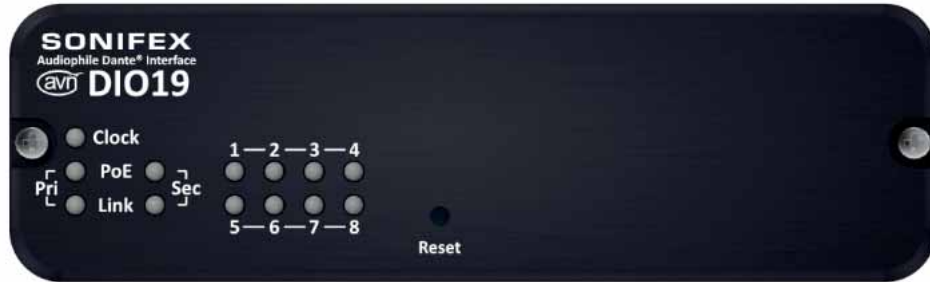 SONIFEX
Audiophile Dante® Interface
avn DIO19
Clock
1 2 3 4
PoE
Pri Sec
Link
5 6 7 8
Reset